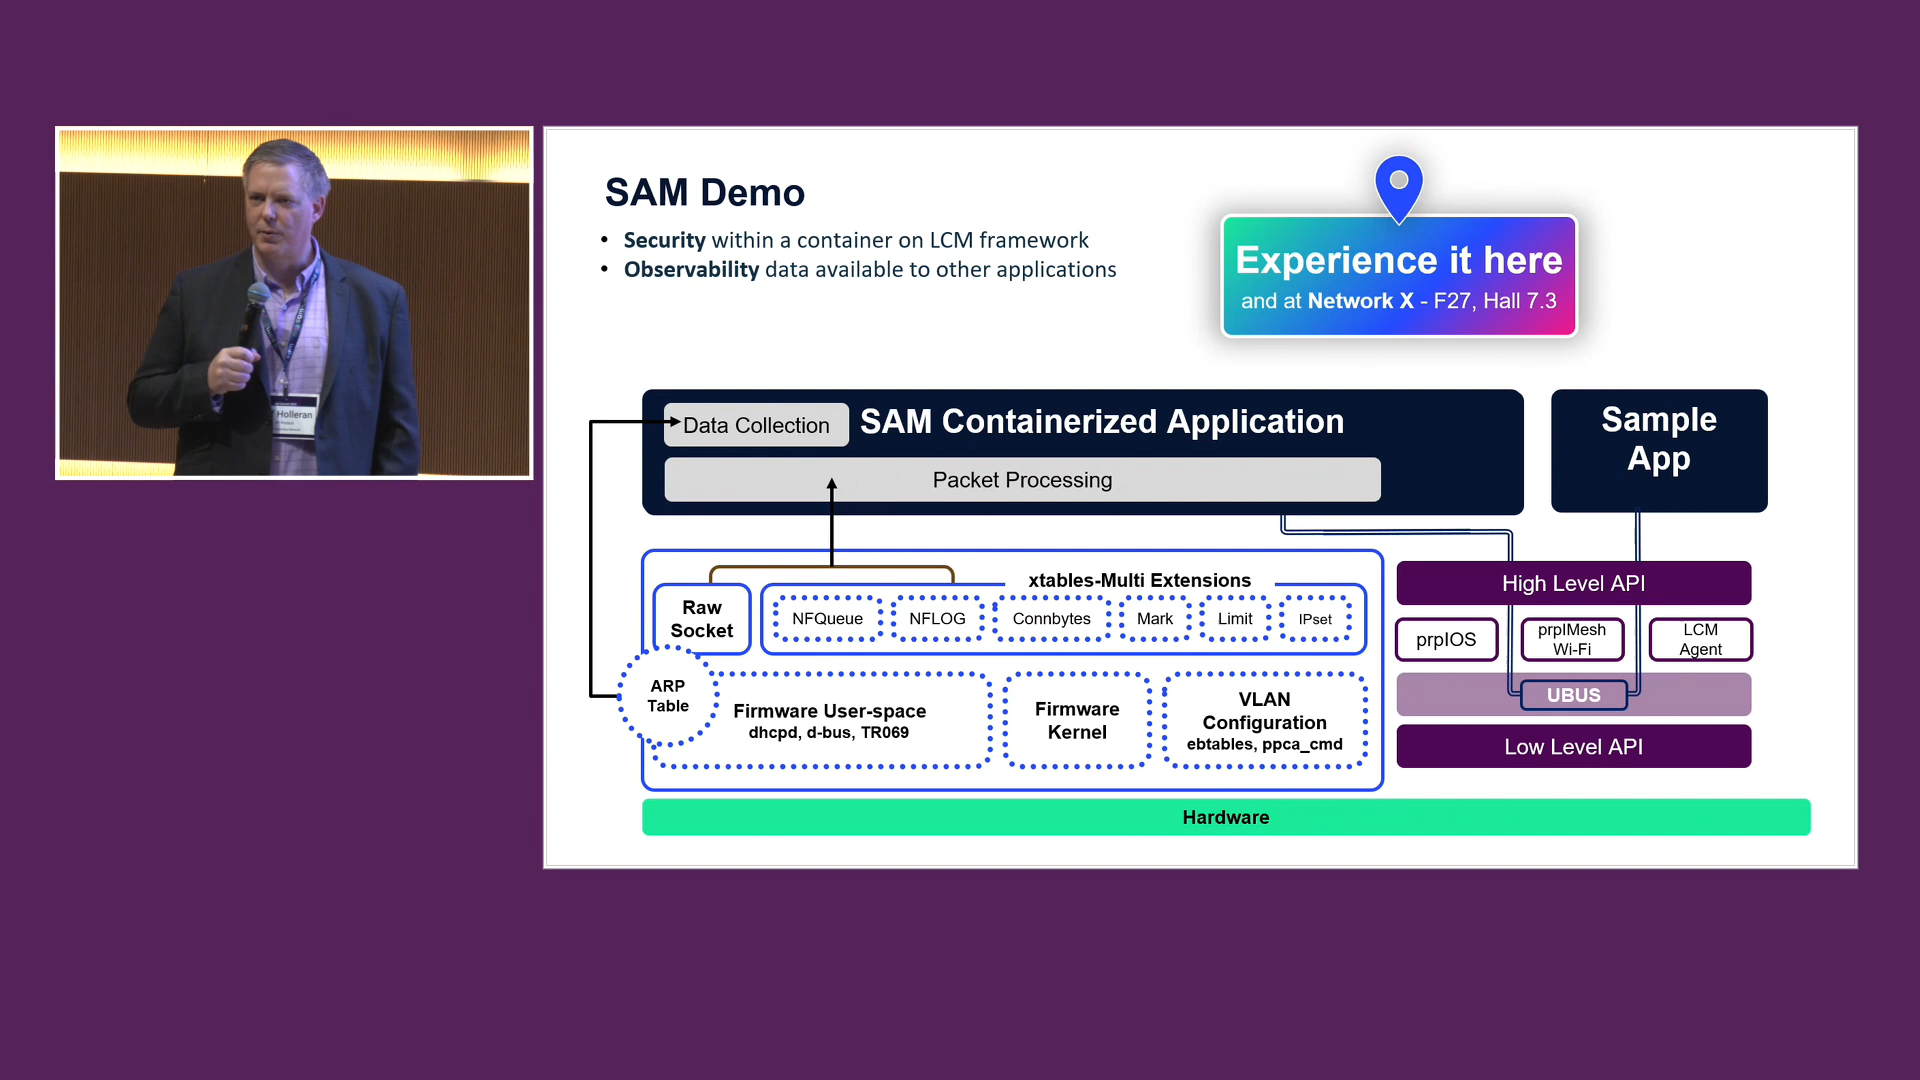 SAM Demo
• Security within a container on LCM framework
• Observability data available to other applications
Experience it here
and at Network X - F27, Hall 7.3
Holleran
Data Collection
SAM Containerized Application
Packet Processing
Sample
App
xtables-Multi Extensions
Raw
Socket
NFQueue
NFLOG
Connbytes
Mark
Limit
IPset
ARP
Table
Firmware User-space
dhcpd, d-bus, TR069
Firmware
Kernel
VLAN
Configuration
ebtables, ppca_cmd
High Level API
prplOS
prplMesh
Wi-Fi
LCM
Agent
UBUS
Low Level API
Hardware